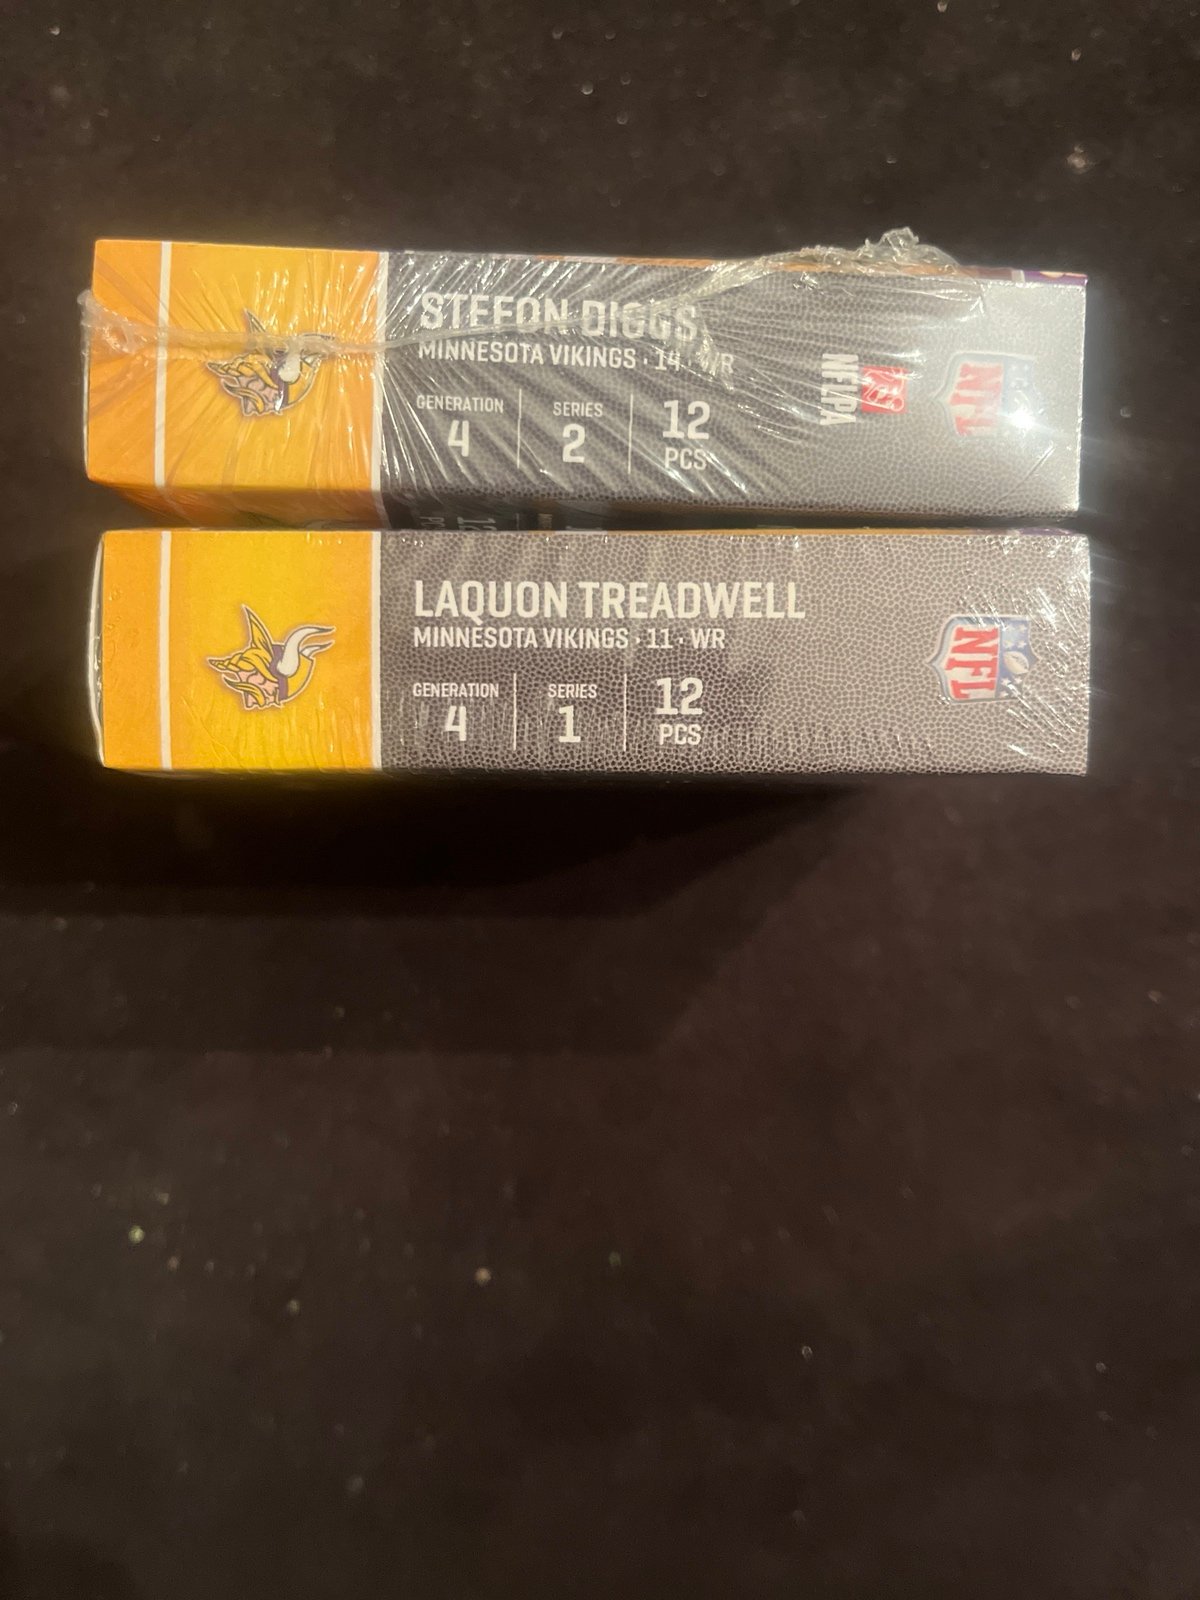 STEFON DIGGS
MINNESOTA VIKINGS · 14 · WR
GENERATION
4
SERIES
2
12
PCS
NFLPA
NFL
LAQUON TREADWELL
MINNESOTA VIKINGS · 11 · WR
GENERATION
4
SERIES
1
12
PCS
NFL